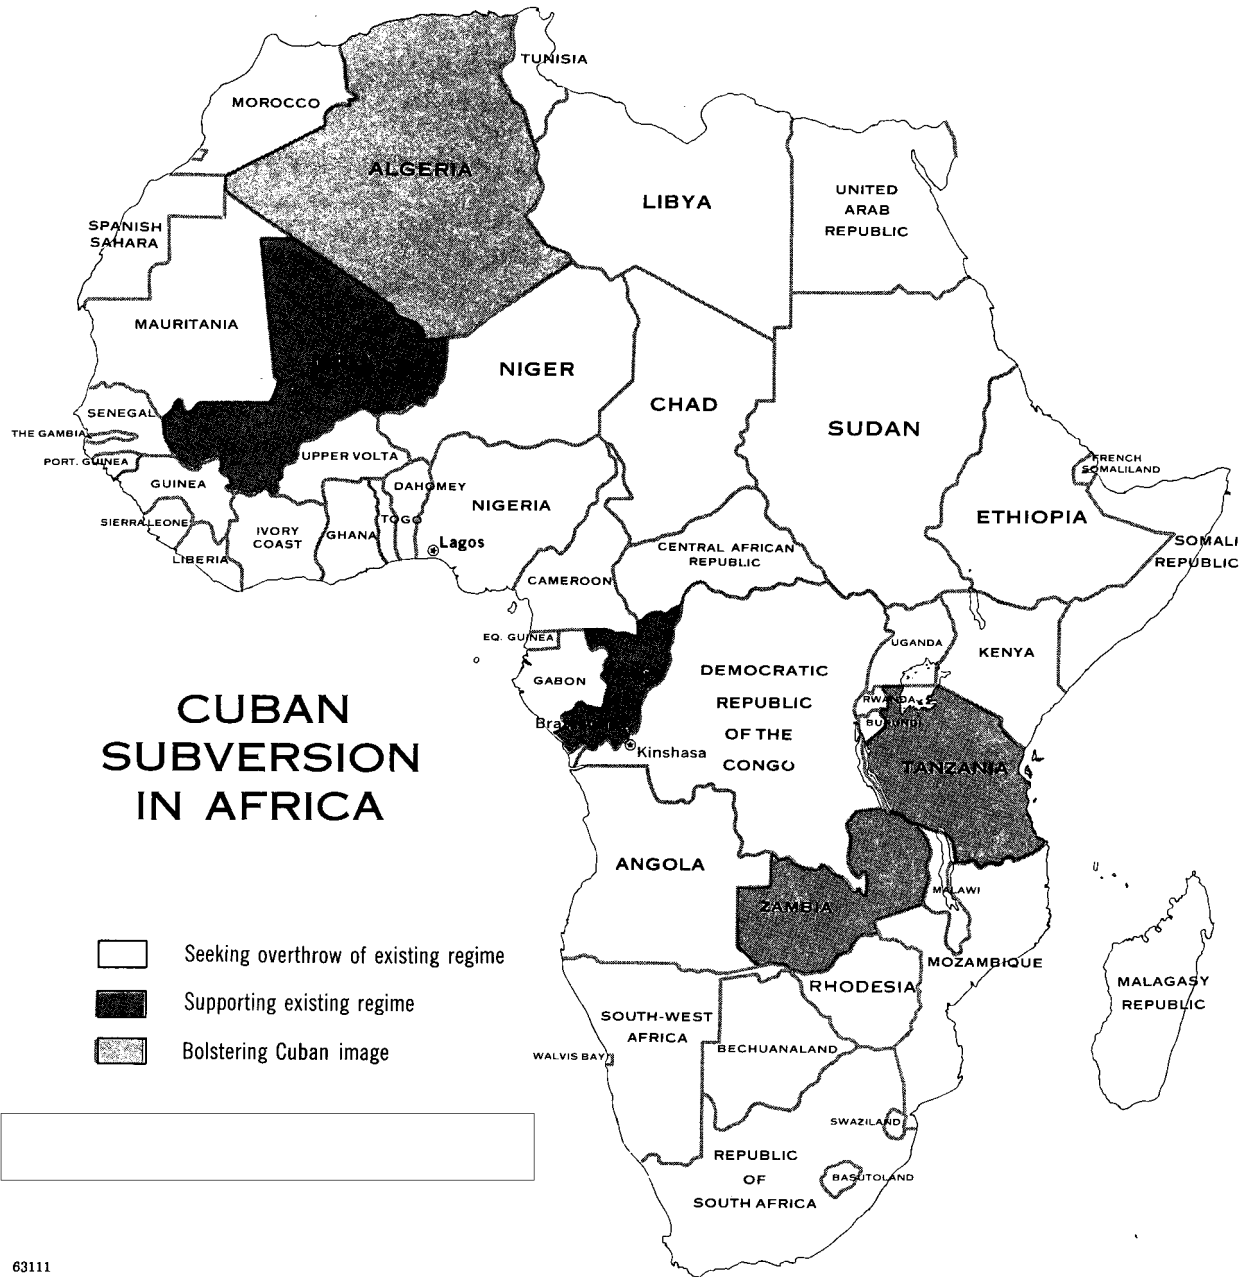 TUNISIA
MOROCCO
ALGERIA
LIBYA
UNITED
ARAB
REPUBLIC
SPANISH
SAHARA
MAURITANIA
NIGER
CHAD
SUDAN
SENEGAL
THE GAMBIA
PORT. GUINEA
GUINEA
UPPER VOLTA
DAHOMEY
NIGERIA
FRENCH
SOMALILAND
ETHIOPIA
SIERRA LEONE
IVORY
COAST
GHANA
TOGO
Lagos
LIBERIA
CENTRAL AFRICAN
REPUBLIC
SOMALI
REPUBLIC
CAMEROON
EQ. GUINEA
UGANDA
KENYA
GABON
DEMOCRATIC
REPUBLIC
OF THE
CONGO
RWANDA
BURUNDI
Kinshasa
TANZANIA
CUBAN
SUBVERSION
IN AFRICA
ANGOLA
ZAMBIA
MALAWI
MOZAMBIQUE
RHODESIA
MALAGASY
REPUBLIC
Seeking overthrow of existing regime
Supporting existing regime
Bolstering Cuban image
SOUTH-WEST
AFRICA
WALVIS BAY
BECHUANALAND
SWAZILAND
REPUBLIC
OF
SOUTH AFRICA
BASUTOLAND
63111